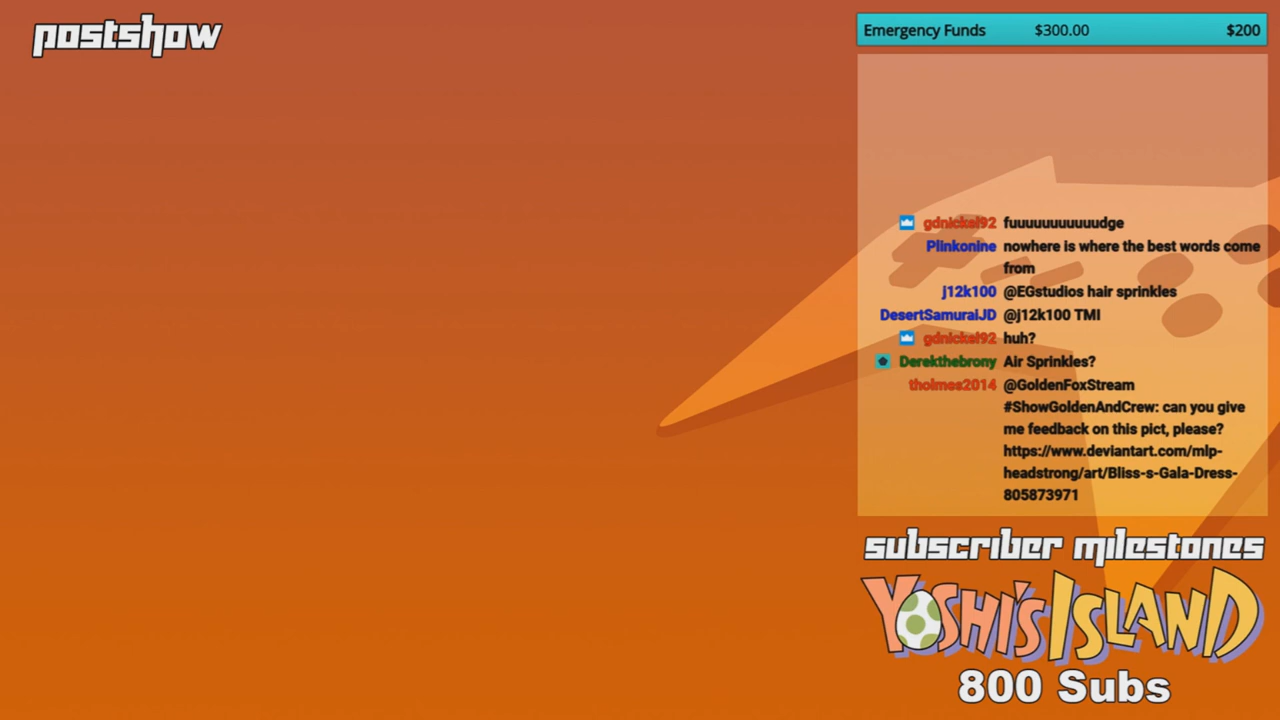 postshow
Emergency Funds $300.00 $200
gdnickel92 fuuuuuuuuuuudge
Plinkonine nowhere is where the best words come
from
j12k100 @EGstudios hair sprinkles
DesertSamuraiJD @j12k100 TMI
gdnickel92 huh?
Derekthebrony Air Sprinkles?
tholmes2014 @GoldenFoxStream
#ShowGoldenAndCrew: can you give
me feedback on this pict, please?
https://www.deviantart.com/mlp-
headstrong/art/Bliss-s-Gala-Dress-
805873971
subscriber milestones
YOSHI'S ISLAND
800 Subs